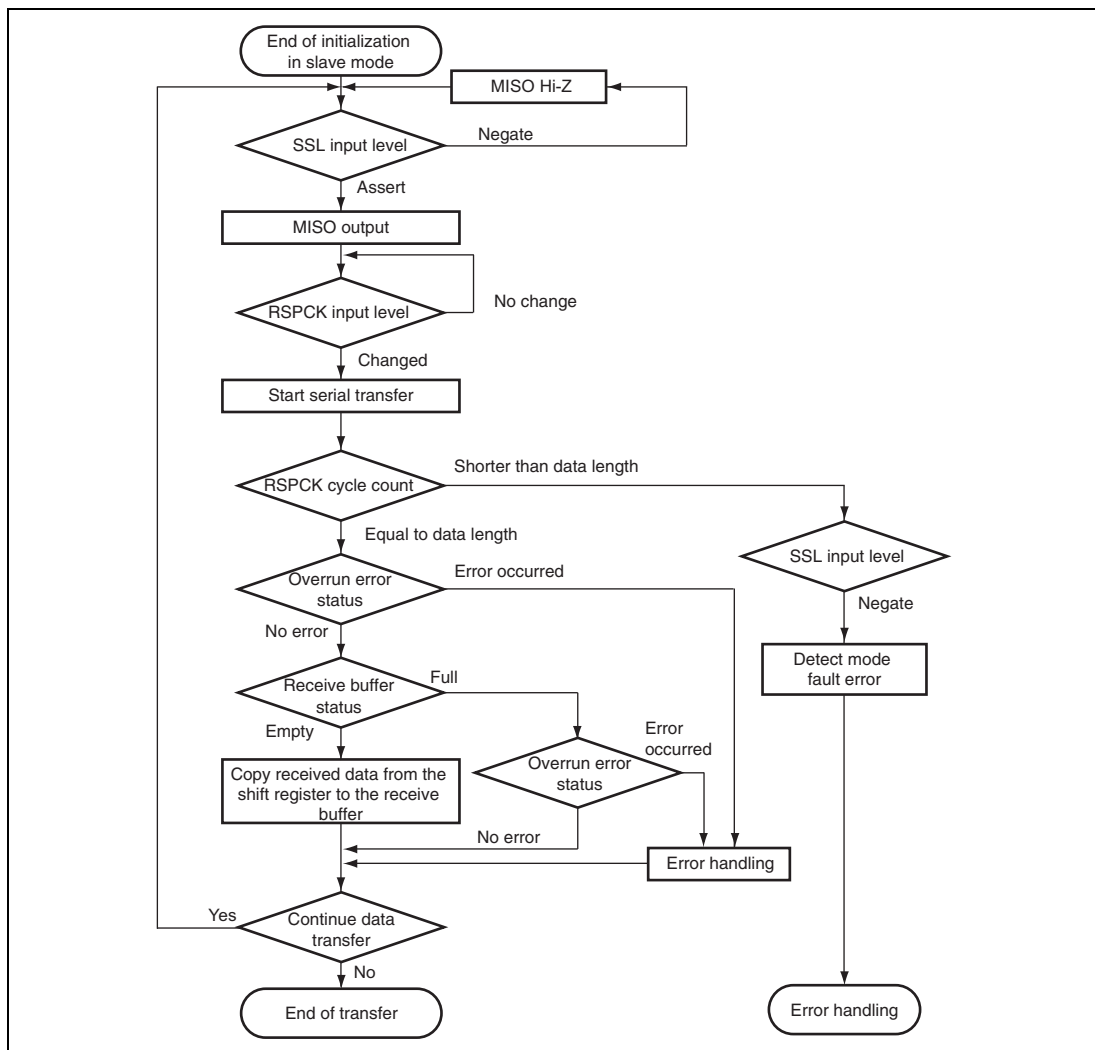 End of initialization
in slave mode
MISO Hi-Z
SSL input level
Negate
Assert
MISO output
RSPCK input level
No change
Changed
Start serial transfer
RSPCK cycle count
Shorter than data length
Equal to data length
SSL input level
Overrun error
status
Error occurred
Negate
No error
Detect mode
fault error
Receive buffer
status
Full
Empty
Error
occurred
Overrun error
status
Copy received data from the
shift register to the receive
buffer
No error
Error handling
Yes
Continue data
transfer
No
End of transfer
Error handling